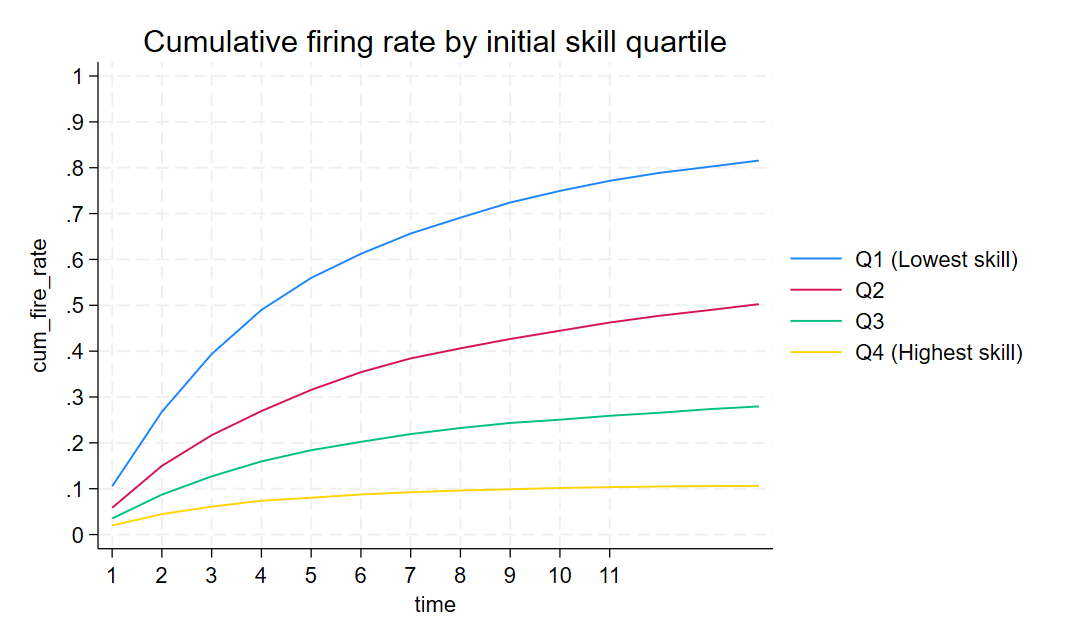 Cumulative firing rate by initial skill quartile
cum_fire_rate
1
.9
.8
.7
.6
.5
.4
.3
.2
.1
0
1 2 3 4 5 6 7 8 9 10 11
time
Q1 (Lowest skill)
Q2
Q3
Q4 (Highest skill)